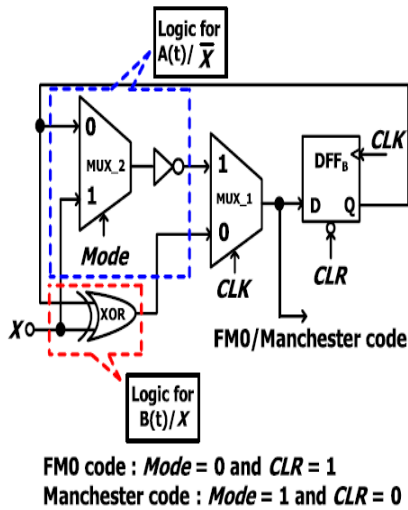 Logic for
A(t)/ X̅
0
MUX_2
1
Mode
1
MUX_1
0
CLK
CLK
DFF_B
D Q
CLR
X
XOR
FM0/Manchester code
Logic for
B(t)/X
FM0 code : Mode = 0 and CLR = 1
Manchester code : Mode = 1 and CLR = 0